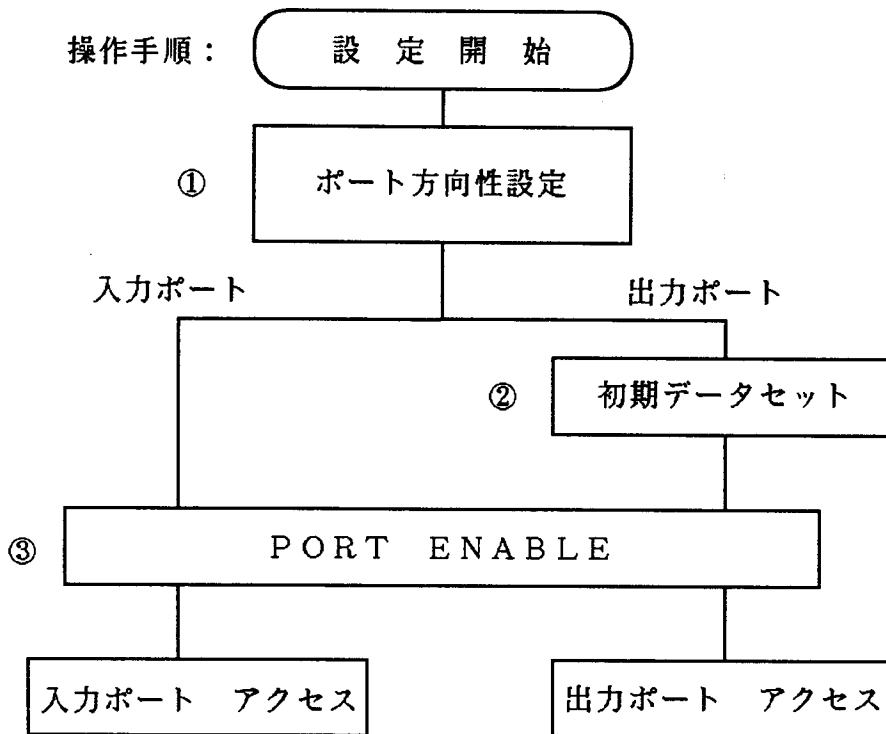 操作手順： 設定開始
① ポート方向性設定
入力ポート 出力ポート
② 初期データセット
③ PORT ENABLE
入力ポート アクセス 出力ポート アクセス